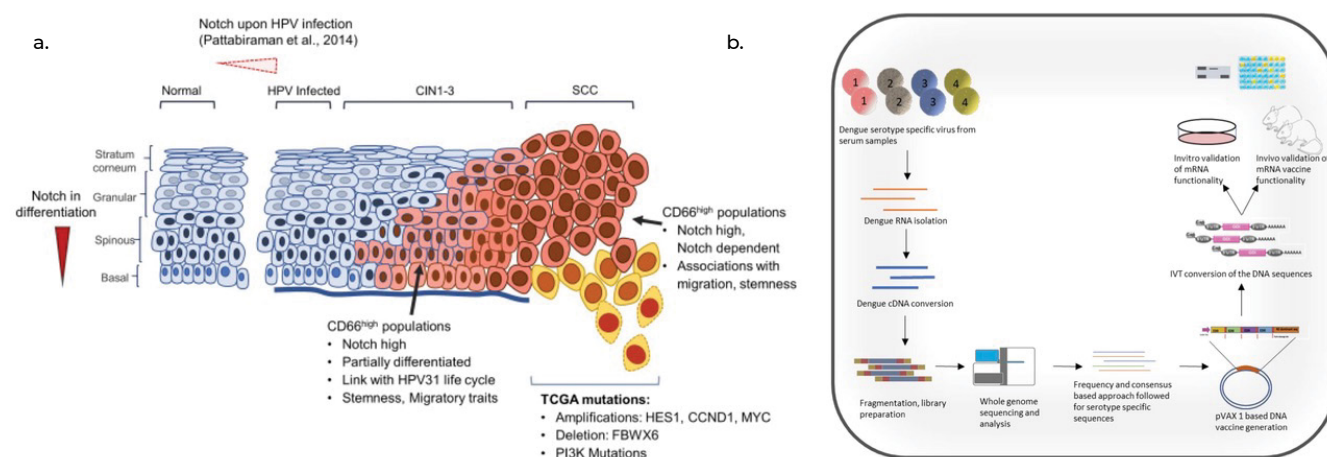 a.
Notch upon HPV infection
(Pattabiraman et al., 2014)
Normal
HPV Infected
CIN1-3
SCC
Stratum
corneum
Granular
Spinous
Basal
Notch in
differentiation
CD66high populations
• Notch high,
Notch dependent
• Associations with
migration, stemness
CD66high populations
• Notch high
• Partially differentiated
• Link with HPV31 life cycle
• Stemness, Migratory traits
TCGA mutations:
• Amplifications: HES1, CCND1, MYC
• Deletion: FBWX6
• PI3K Mutations
b.
1 2 3 4
1 2 3 4
Dengue serotype specific virus from
serum samples
Dengue RNA isolation
Dengue cDNA conversion
Fragmentation, library
preparation
Whole genome
sequencing and
analysis
Frequency and consensus
based approach followed for
serotype specific
sequences
pVAX 1 based DNA
vaccine generation
IVT conversion of the DNA sequences
Cap AAAAAA
Cap AAAAAA
Cap AAAAAA
Invitro validation
of mRNA
functionality
Invivo validation of
mRNA vaccine
functionality